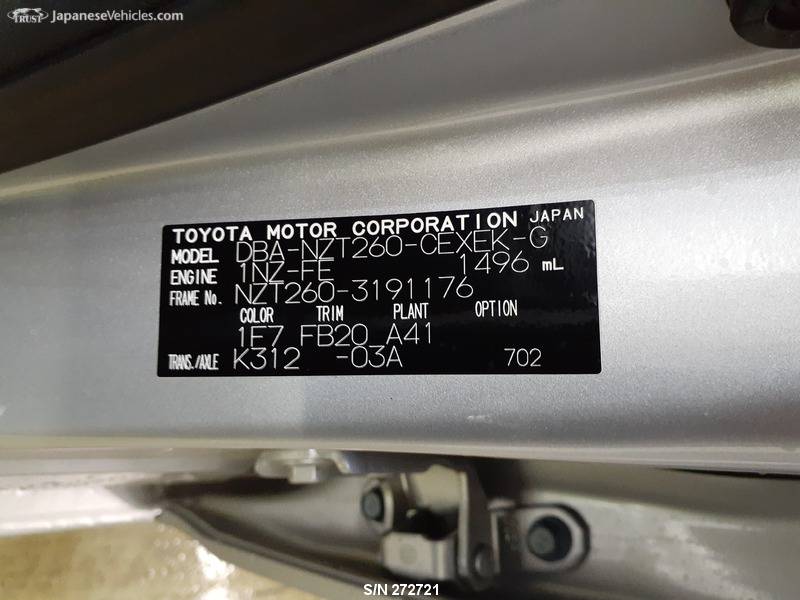 TRUST JapaneseVehicles.com
TOYOTA MOTOR CORPORATION JAPAN
MODEL DBA-NZT260-CEXEK-G
ENGINE 1NZ-FE 1496 mL
FRAME No. NZT260-3191176
COLOR TRIM PLANT OPTION
1F7 FB20 A41
TRANS./AXLE K312 -03A 702
S/N 272721